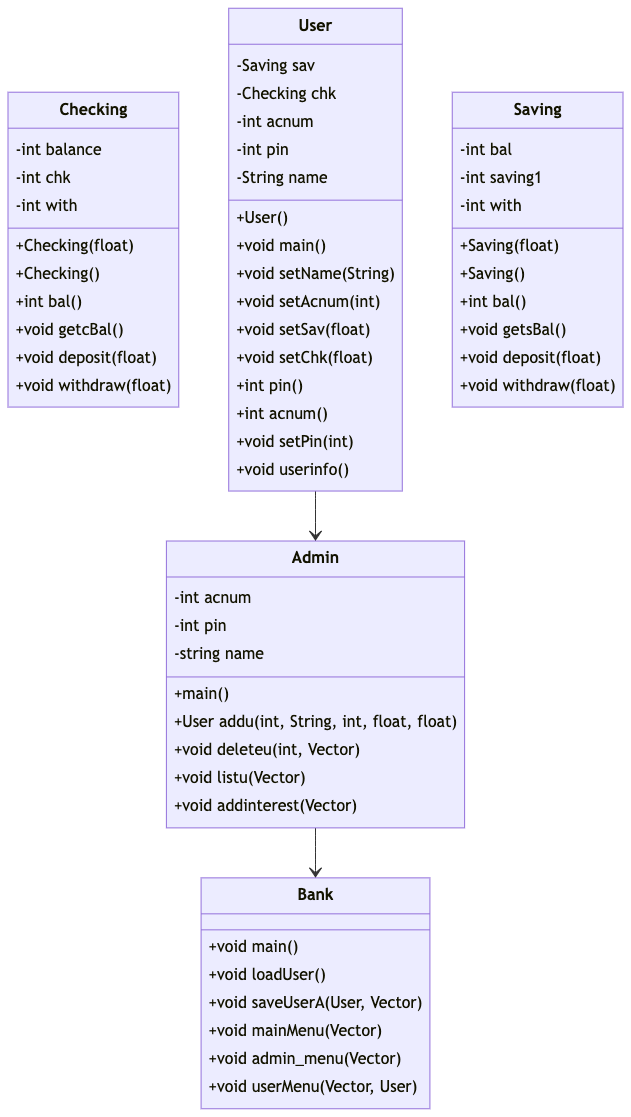 User
-Saving sav
-Checking chk
-int acnum
-int pin
-String name
+User()
+void main()
+void setName(String)
+void setAcnum(int)
+void setSav(float)
+void setChk(float)
+int pin()
+int acnum()
+void setPin(int)
+void userinfo()
Checking
-int balance
-int chk
-int with
+Checking(float)
+Checking()
+int bal()
+void getcBal()
+void deposit(float)
+void withdraw(float)
Saving
-int bal
-int saving1
-int with
+Saving(float)
+Saving()
+int bal()
+void getsBal()
+void deposit(float)
+void withdraw(float)
Admin
-int acnum
-int pin
-string name
+main()
+User addu(int, String, int, float, float)
+void deleteu(int, Vector)
+void listu(Vector)
+void addinterest(Vector)
Bank
+void main()
+void loadUser()
+void saveUserA(User, Vector)
+void mainMenu(Vector)
+void admin_menu(Vector)
+void userMenu(Vector, User)